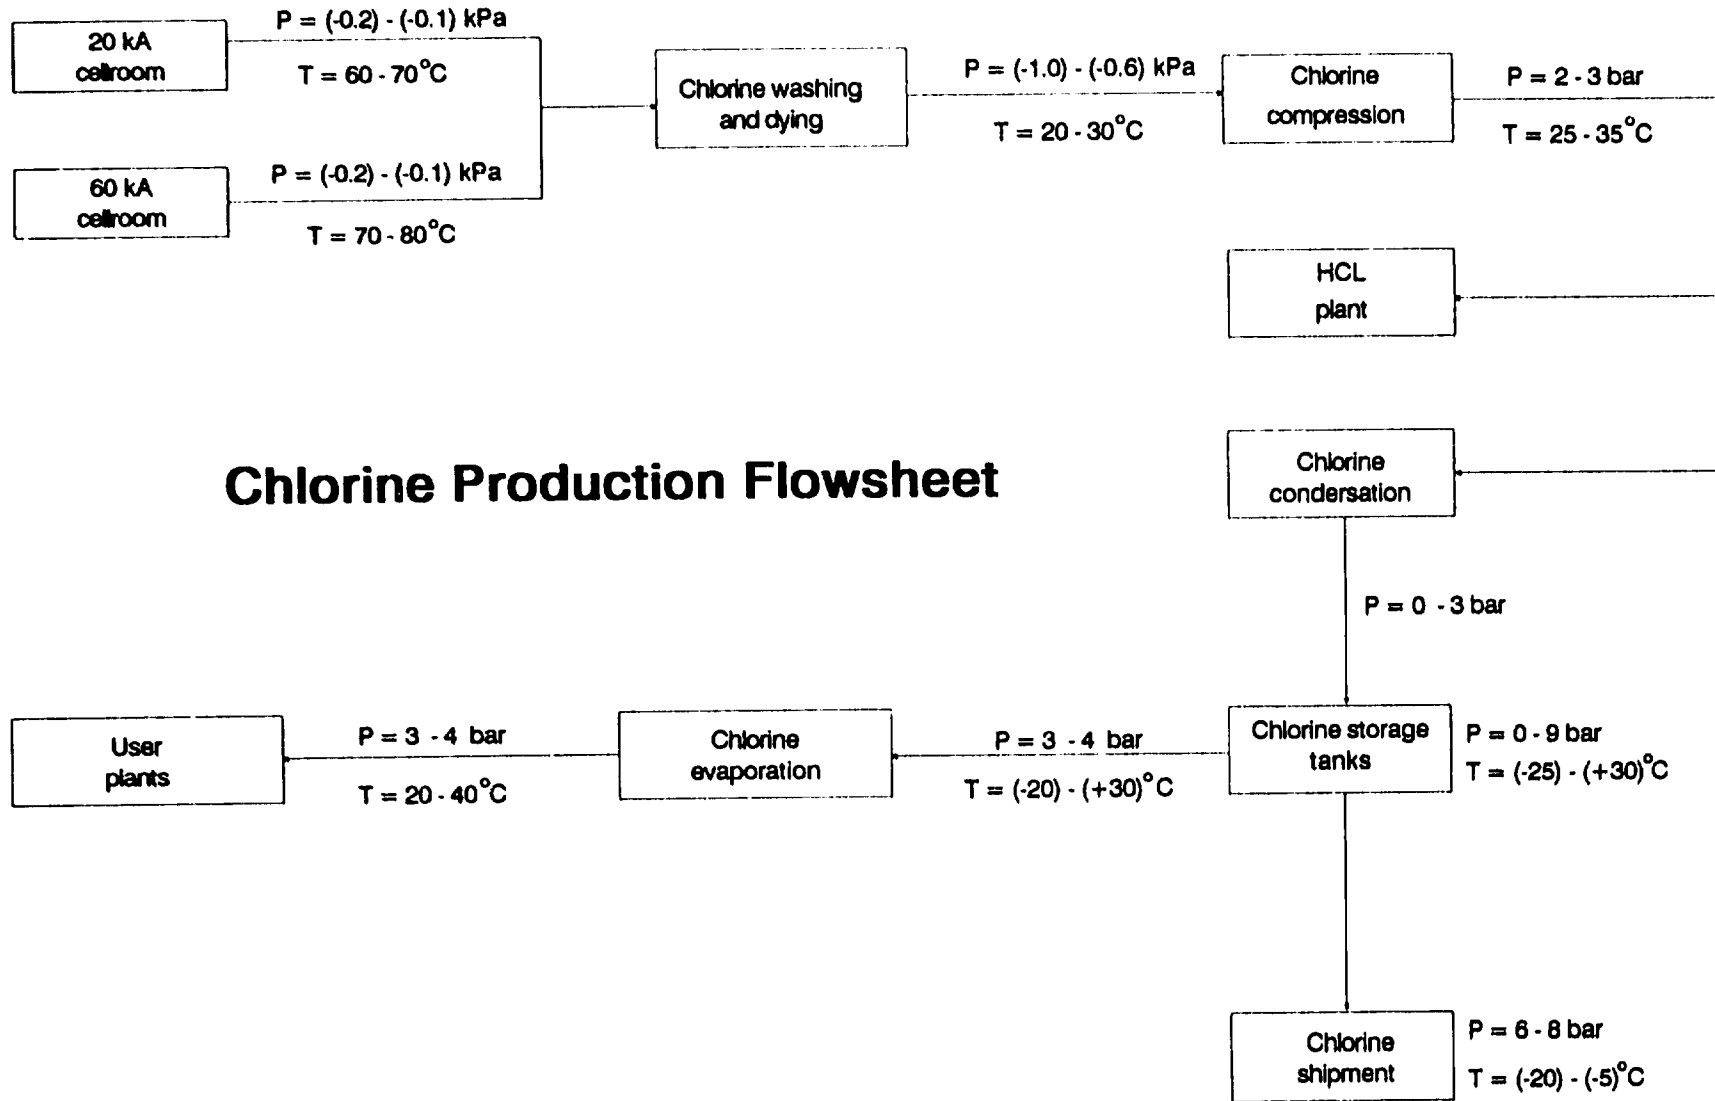 P = (-0.2) - (-0.1) kPa
20 kA
cellroom
T = 60 - 70°C
Chlorine washing
and dying
P = (-1.0) - (-0.6) kPa
T = 20 - 30°C
Chlorine
compression
P = 2 - 3 bar
T = 25 - 35°C
60 kA
cellroom
P = (-0.2) - (-0.1) kPa
T = 70 - 80°C
HCL
plant
Chlorine Production Flowsheet
Chlorine
condersation
P = 0 - 3 bar
User
plants
P = 3 - 4 bar
T = 20 - 40°C
Chlorine
evaporation
P = 3 - 4 bar
T = (-20) - (+30)°C
Chlorine storage
tanks
P = 0 - 9 bar
T = (-25) - (+30)°C
Chlorine
shipment
P = 6 - 8 bar
T = (-20) - (-5)°C